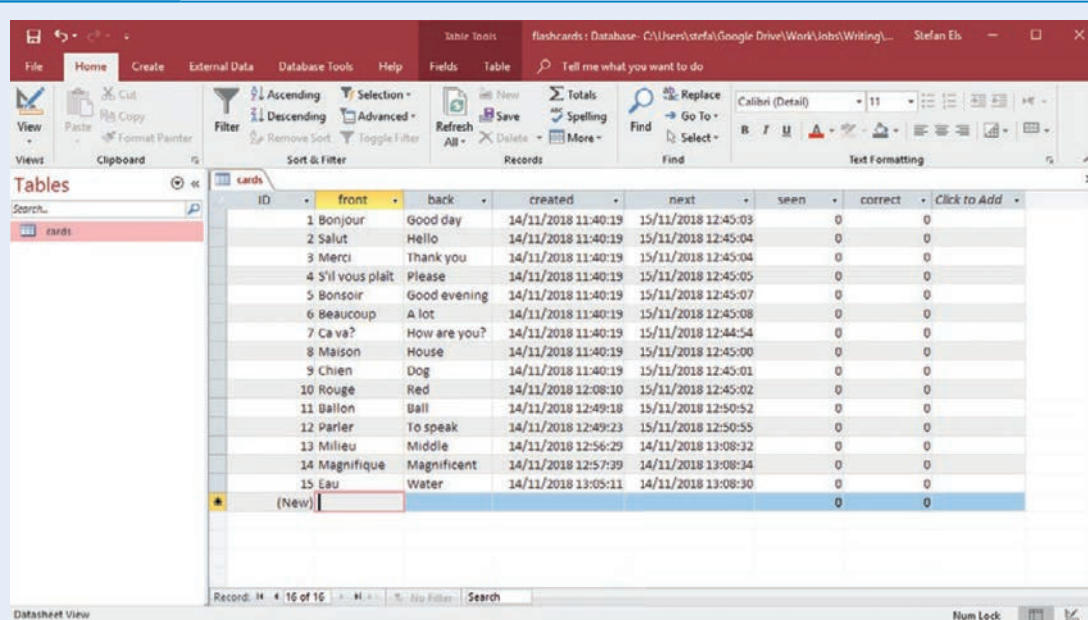 Table Tools flashcards : Database- C:\Users\stefa\Google Drive\Work\Jobs\Writing\... Stefan Els
File Home Create External Data Database Tools Help Fields Table Tell me what you want to do
View
Paste
Cut
Copy
Format Painter
Filter
Ascending
Descending
Remove Sort
Selection
Advanced
Toggle Filter
Refresh All
New
Save
Delete
Totals
Spelling
More
Find
Replace
Go To
Select
Calibri (Detail) 11
B I U A
Views Clipboard Sort & Filter Records Find Text Formatting
Tables
Search...
cards
cards
ID front back created next seen correct Click to Add
1 Bonjour Good day 14/11/2018 11:40:19 15/11/2018 12:45:03 0 0
2 Salut Hello 14/11/2018 11:40:19 15/11/2018 12:45:04 0 0
3 Merci Thank you 14/11/2018 11:40:19 15/11/2018 12:45:04 0 0
4 S'il vous plait Please 14/11/2018 11:40:19 15/11/2018 12:45:05 0 0
5 Bonsoir Good evening 14/11/2018 11:40:19 15/11/2018 12:45:07 0 0
6 Beaucoup A lot 14/11/2018 11:40:19 15/11/2018 12:45:08 0 0
7 Ca va? How are you? 14/11/2018 11:40:19 15/11/2018 12:44:54 0 0
8 Maison House 14/11/2018 11:40:19 15/11/2018 12:45:00 0 0
9 Chien Dog 14/11/2018 11:40:19 15/11/2018 12:45:01 0 0
10 Rouge Red 14/11/2018 12:08:10 15/11/2018 12:45:02 0 0
11 Ballon Ball 14/11/2018 12:49:18 15/11/2018 12:50:52 0 0
12 Parler To speak 14/11/2018 12:49:23 15/11/2018 12:50:55 0 0
13 Milieu Middle 14/11/2018 12:56:29 14/11/2018 13:08:32 0 0
14 Magnifique Magnificent 14/11/2018 12:57:39 14/11/2018 13:08:34 0 0
15 Eau Water 14/11/2018 13:05:11 14/11/2018 13:08:30 0 0
(New) 0 0
Record: 16 of 16 No Filter Search
Datasheet View Num Lock